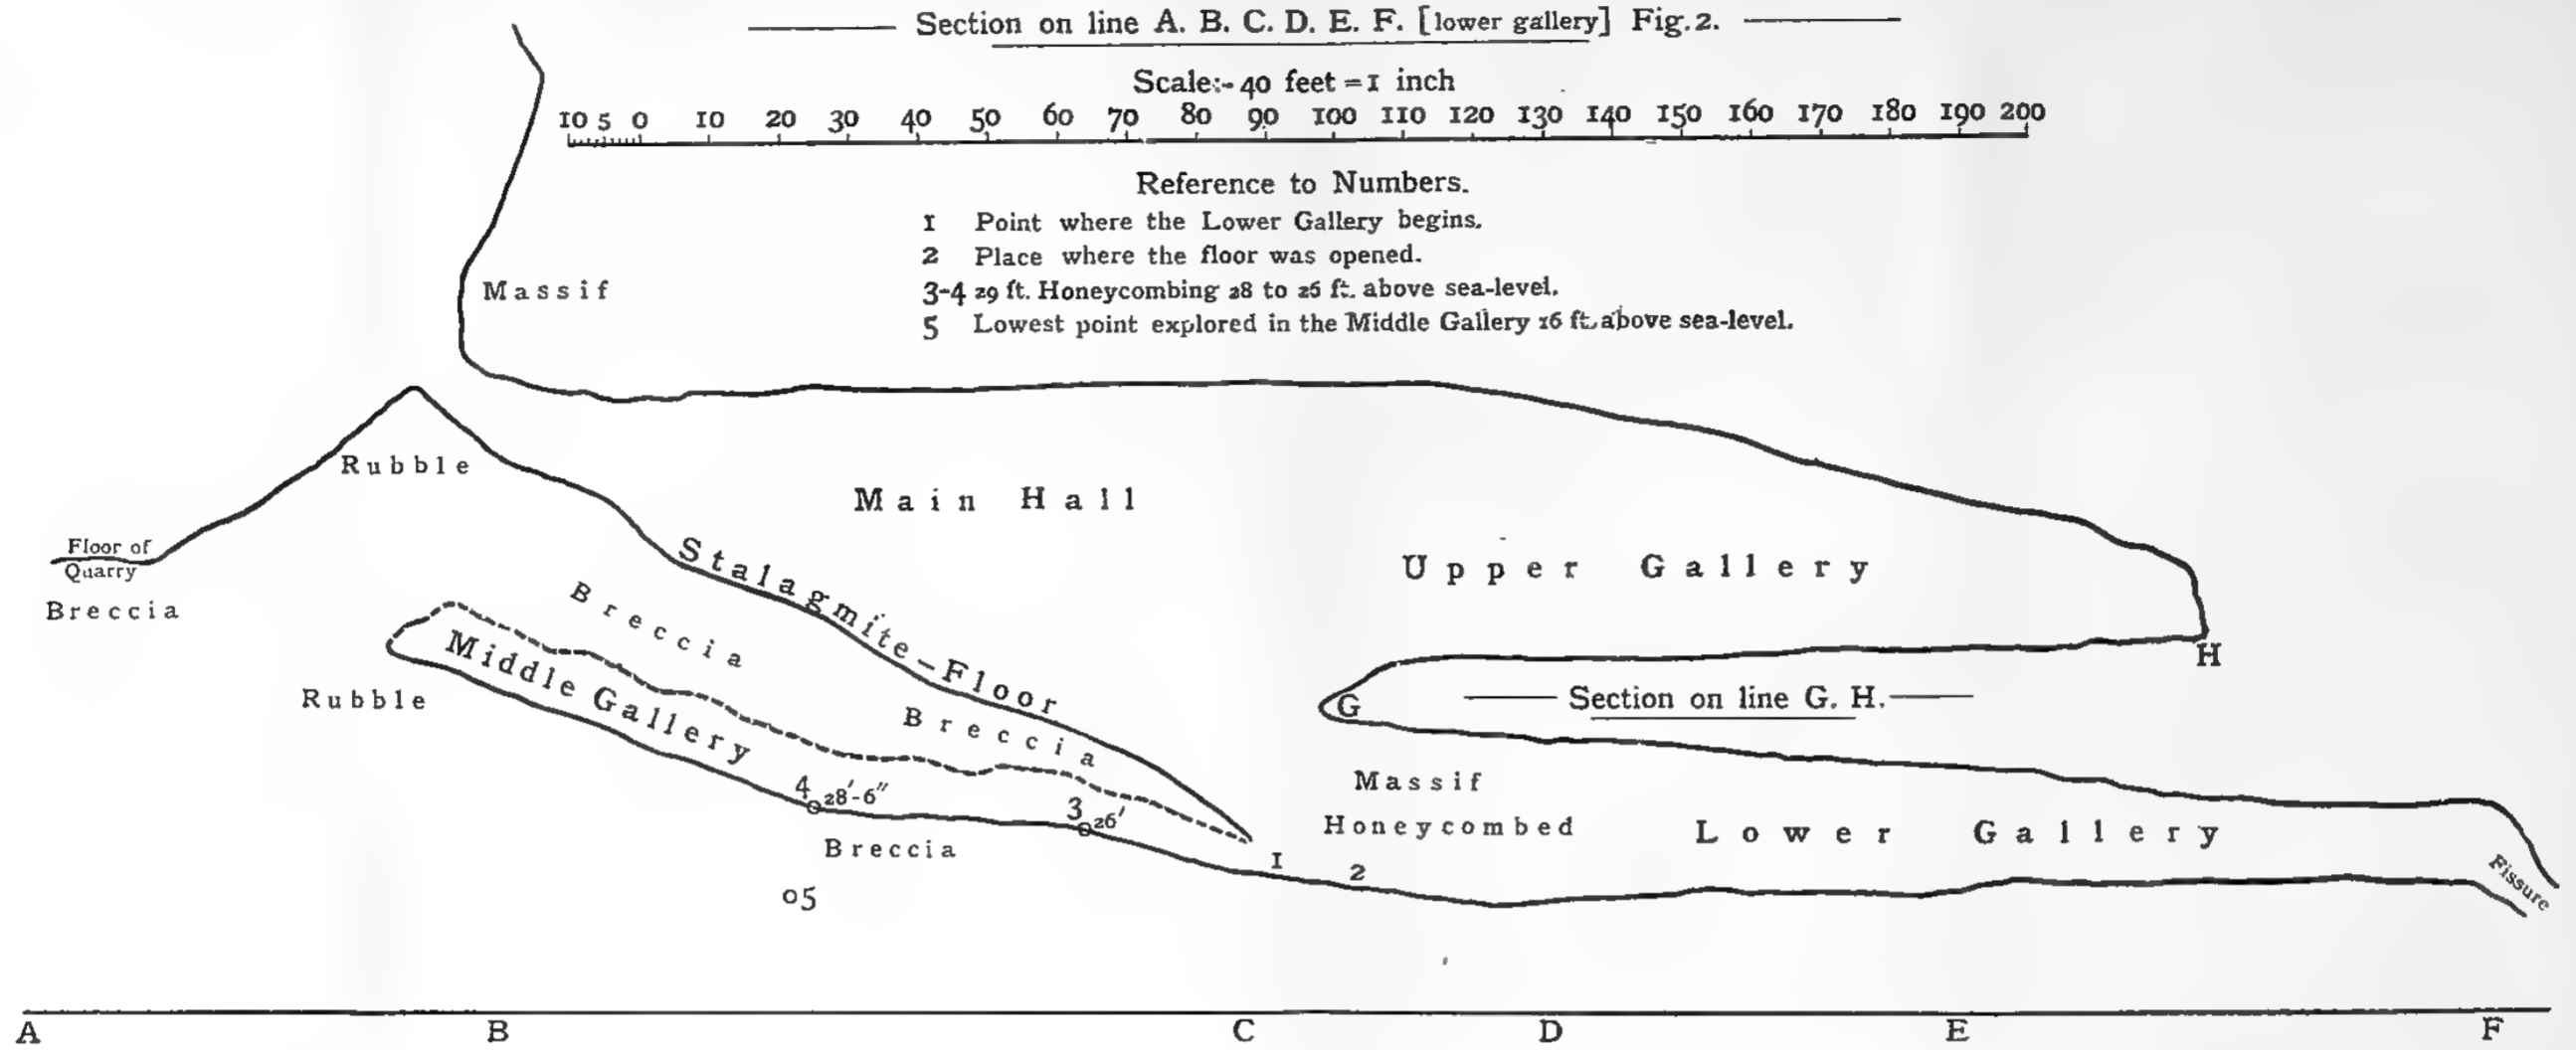 Section on line A. B. C. D. E. F. [lower gallery] Fig. 2.
Scale:- 40 feet = 1 inch
10 5 0 10 20 30 40 50 60 70 80 90 100 110 120 130 140 150 160 170 180 190 200
Reference to Numbers.
1 Point where the Lower Gallery begins.
2 Place where the floor was opened.
3-4 29 ft. Honeycombing 28 to 26 ft. above sea-level.
5 Lowest point explored in the Middle Gallery 16 ft. above sea-level.
Massif
Rubble
Main Hall
Floor of
Quarry
Breccia
Stalagmite-Floor
Upper Gallery
Breccia
Middle Gallery
H
Rubble
G
Section on line G. H.
Breccia
Massif
Honeycombed
4 28'-6"
3 26'
Lower Gallery
Breccia
1
2
Fissure
5
A B C D E F